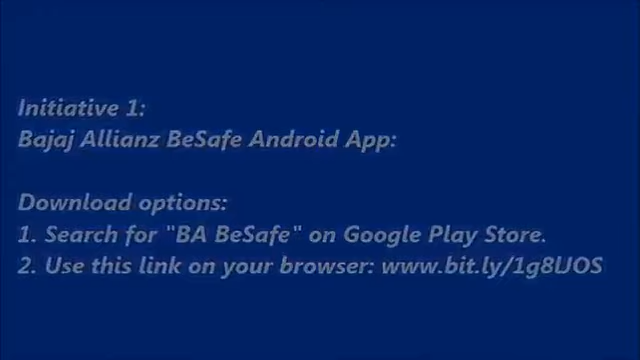 Initiative 1:
Bajaj Allianz BeSafe Android App:
Download options:
1. Search for "BA BeSafe" on Google Play Store.
2. Use this link on your browser: www.bit.ly/1g8UJOS